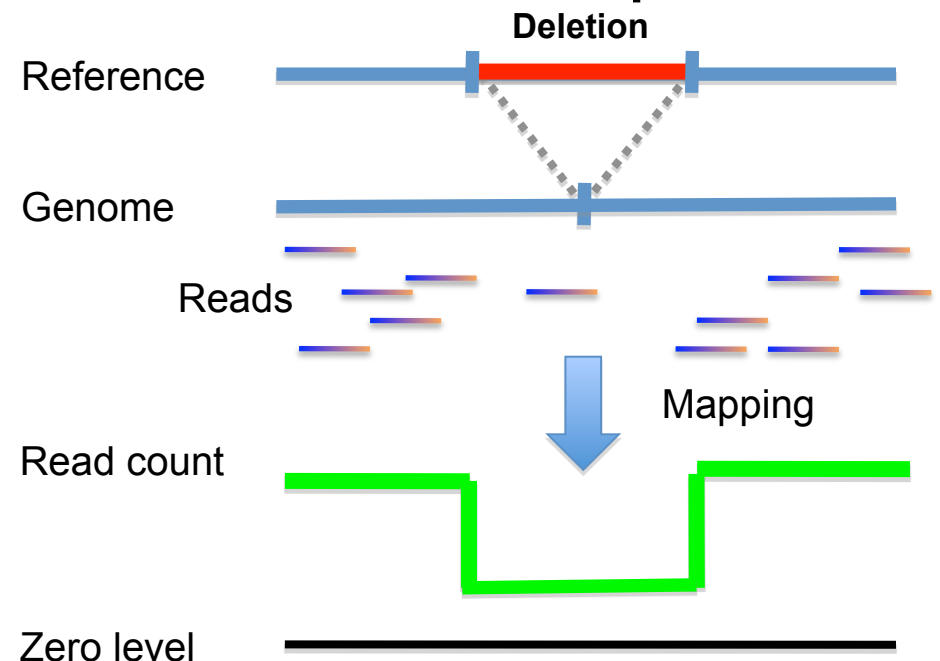 Deletion
Reference
Genome
Reads
Mapping
Read count
Zero level